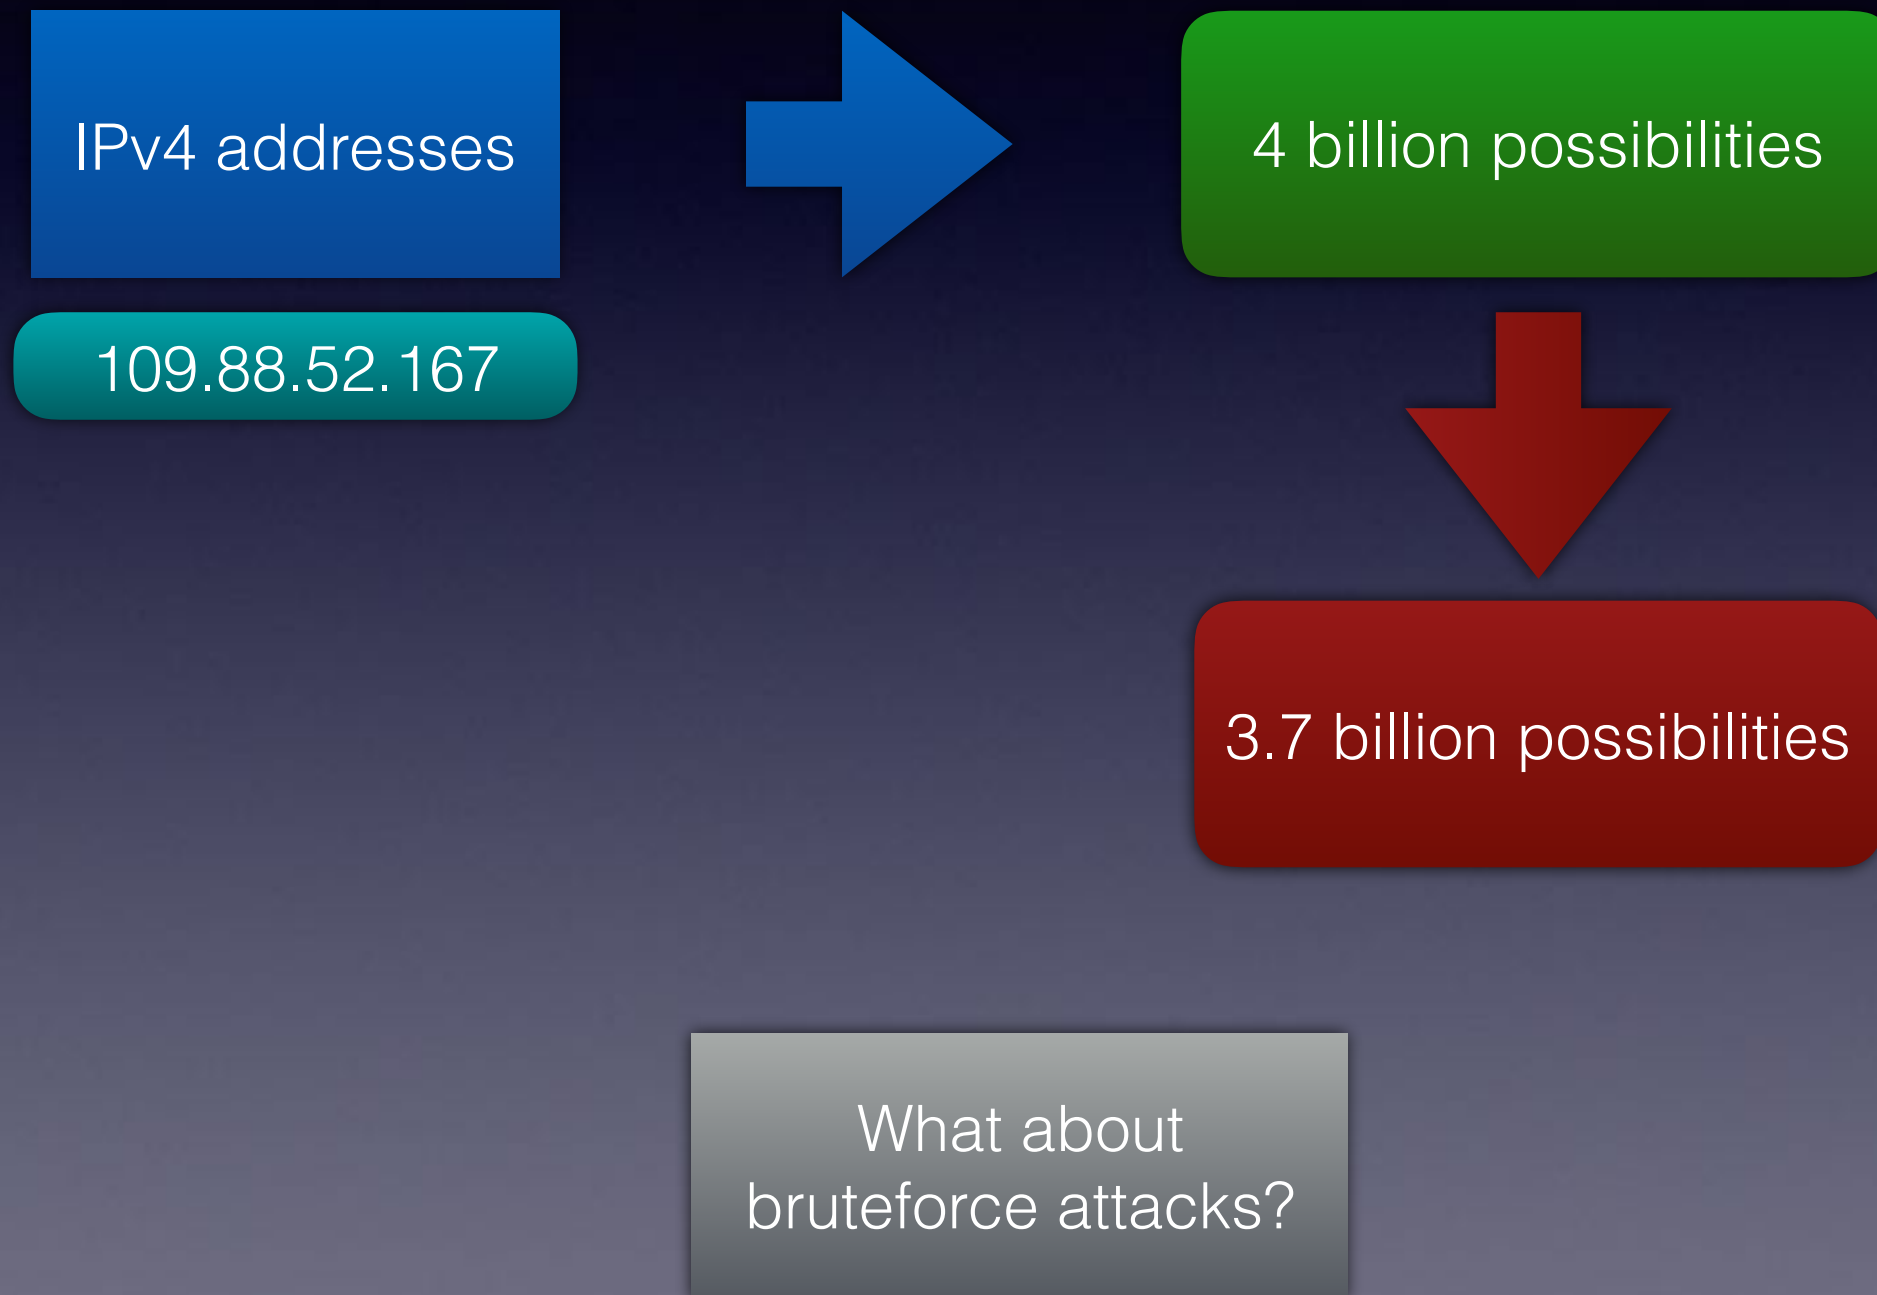 IPv4 addresses
4 billion possibilities
109.88.52.167
3.7 billion possibilities
What about
bruteforce attacks?